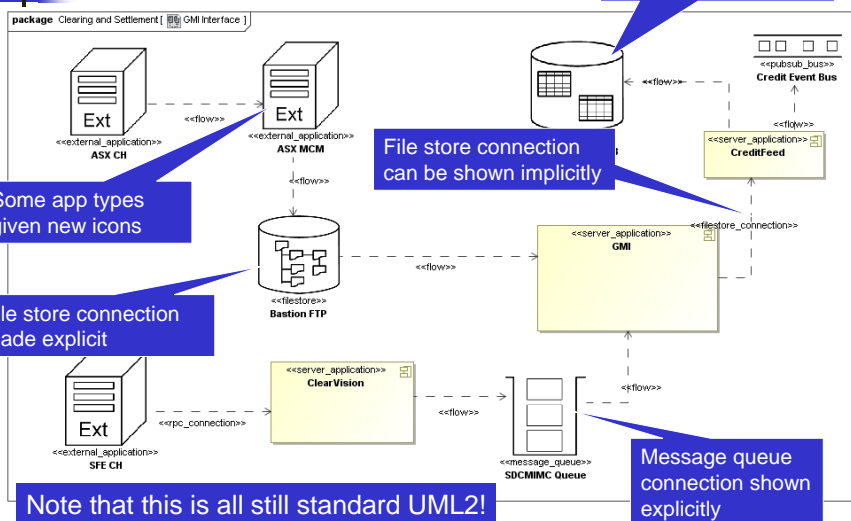 package Clearing and Settlement [ GMI Interface ]
Ext
<<external_application>>
ASX CH
<<flow>>
Ext
<<external_application>>
ASX MCM
<<flow>>
<<pubsub_bus>>
Credit Event Bus
<<flow>>
<<server_application>>
CreditFeed
File store connection
can be shown implicitly
Some app types
given new icons
<<flow>>
<<filestore_connection>>
<<server_application>>
GMI
<<flow>>
<<filestore>>
Bastion FTP
le store connection
ade explicit
<<server_application>>
ClearVision
<<flow>>
<<flow>>
Ext
<<rpc_connection>>
<<external_application>>
SFE CH
<<message_queue>>
SDCMIMC Queue
Message queue
connection shown
explicitly
Note that this is all still standard UML2!